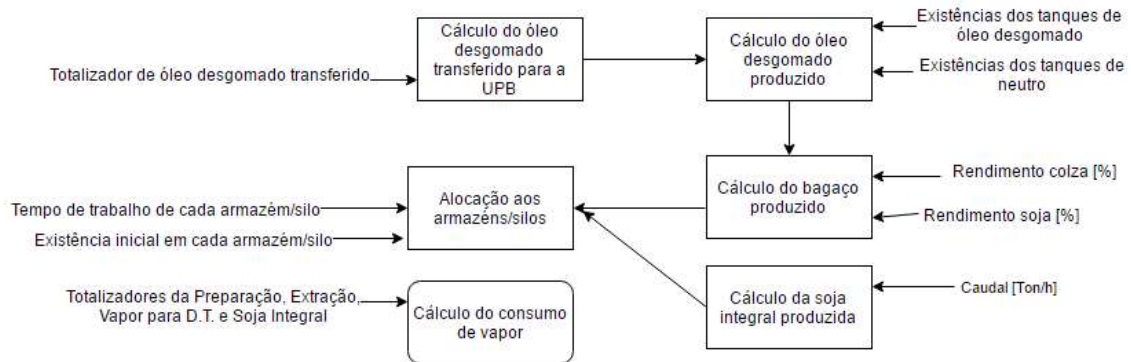 Totalizador de óleo desgomado transferido
Cálculo do óleo
desgomado
transferido para a
UPB
Cálculo do óleo
desgomado
produzido
Existências dos tanques de
óleo desgomado
Existências dos tanques de
neutro
Tempo de trabalho de cada armazém/silo
Existência inicial em cada armazém/silo
Alocação aos
armazéns/silos
Cálculo do bagaço
produzido
Rendimento colza [%]
Rendimento soja [%]
Totalizadores da Preparação, Extração,
Vapor para D.T. e Soja Integral
Cálculo do consumo
de vapor
Cálculo da soja
integral produzida
Caudal [Ton/h]